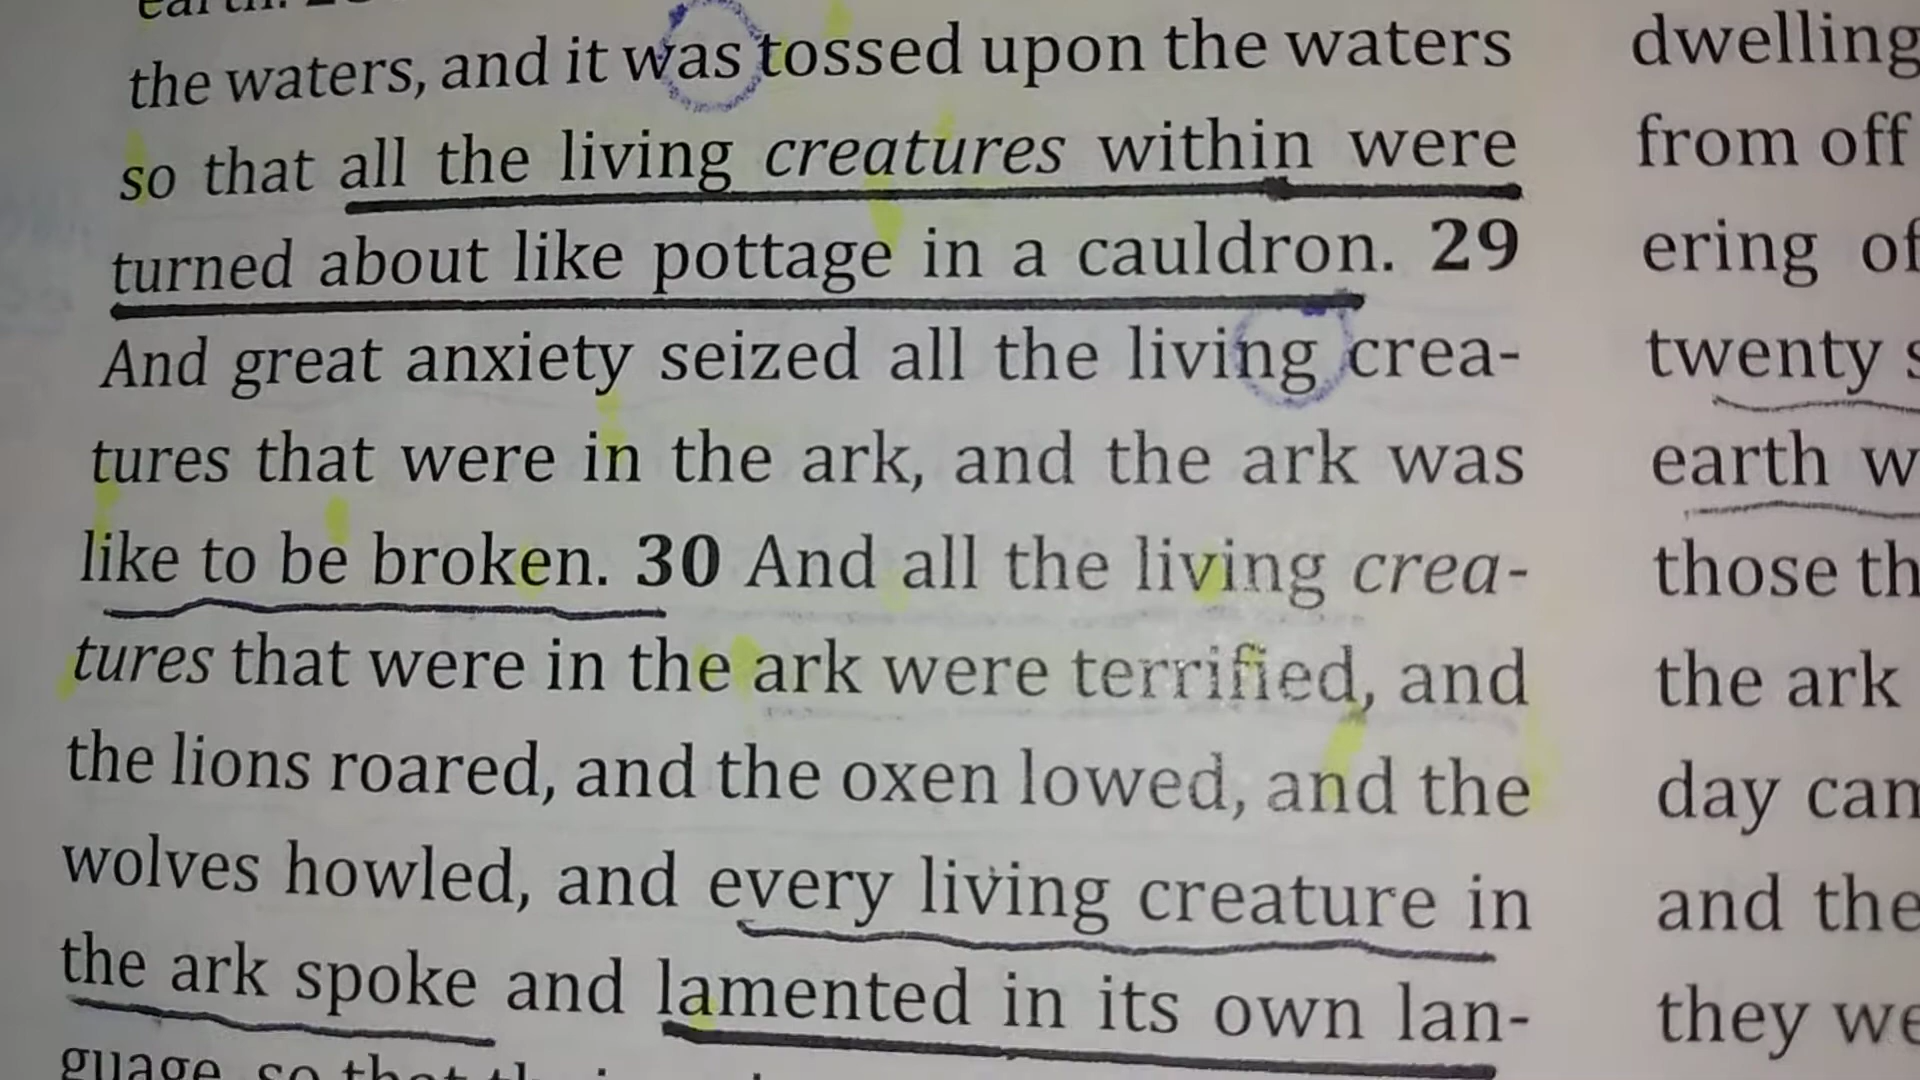 earth.
the waters, and it was tossed upon the waters
so that all the living creatures within were
turned about like pottage in a cauldron. 29
And great anxiety seized all the living crea-
tures that were in the ark, and the ark was
like to be broken. 30 And all the living crea-
tures that were in the ark were terrified, and
the lions roared, and the oxen lowed, and the
wolves howled, and every living creature in
the ark spoke and lamented in its own lan-
guage, so that
dwelling
from off
ering of
twenty s
earth w
those th
the ark
day cam
and the
they we